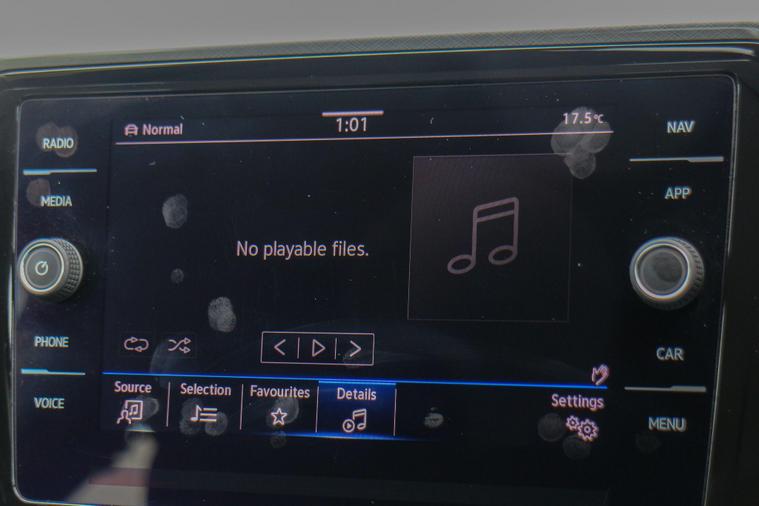 Normal
1:01
17.5°C
RADIO
MEDIA
PHONE
VOICE
No playable files.
Source
Selection
Favourites
Details
Settings
NAV
APP
CAR
MENU